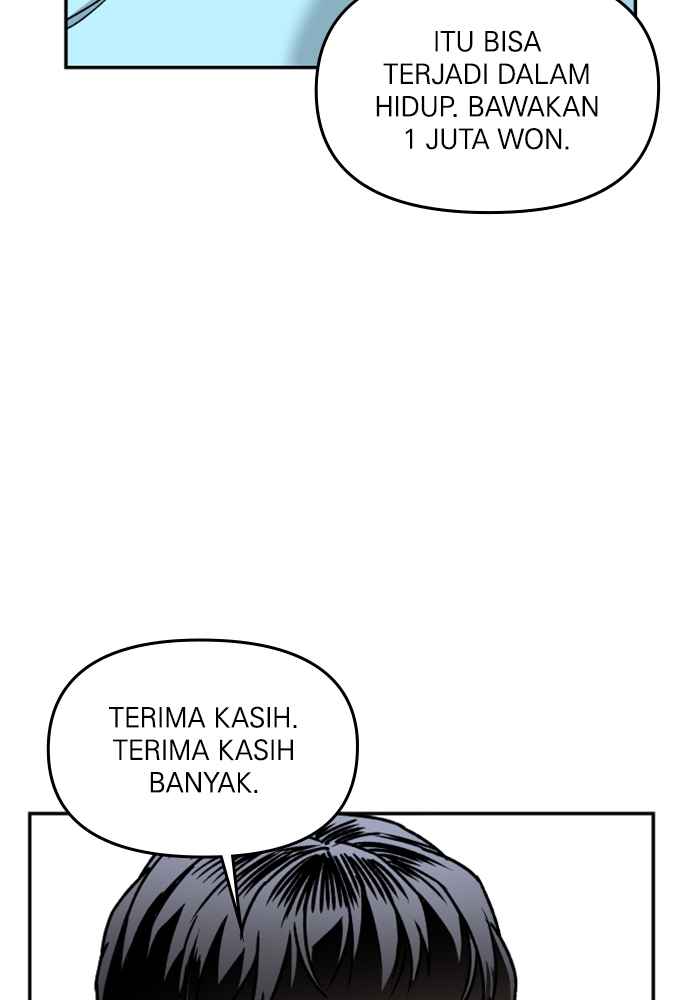 ITU BISA
TERJADI DALAM
HIDUP. BAWAKAN
1 JUTA WON.
TERIMA KASIH.
TERIMA KASIH
BANYAK.